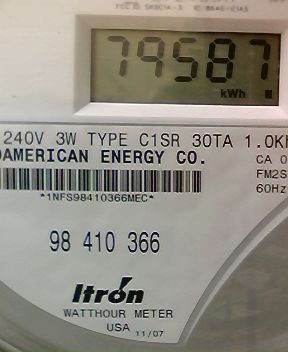 79587
kWh
240V 3W TYPE C1SR 30TA 1.0Kh
AMERICAN ENERGY CO.
CA 0
FM2S
60Hz
*1NFS98410366MEC*
98 410 366
Itron
WATTHOUR METER
USA 11/07